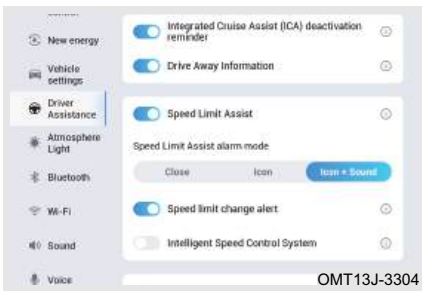 New energy
Vehicle
settings
Driver
Assistance
Atmosphere
Light
Bluetooth
Wi-Fi
Sound
Voice
Integrated Cruise Assist (ICA) deactivation
reminder
Drive Away Information
Speed Limit Assist
Speed Limit Assist alarm mode
Close Icon Icon + Sound
Speed limit change alert
Intelligent Speed Control System
OMT13J-3304